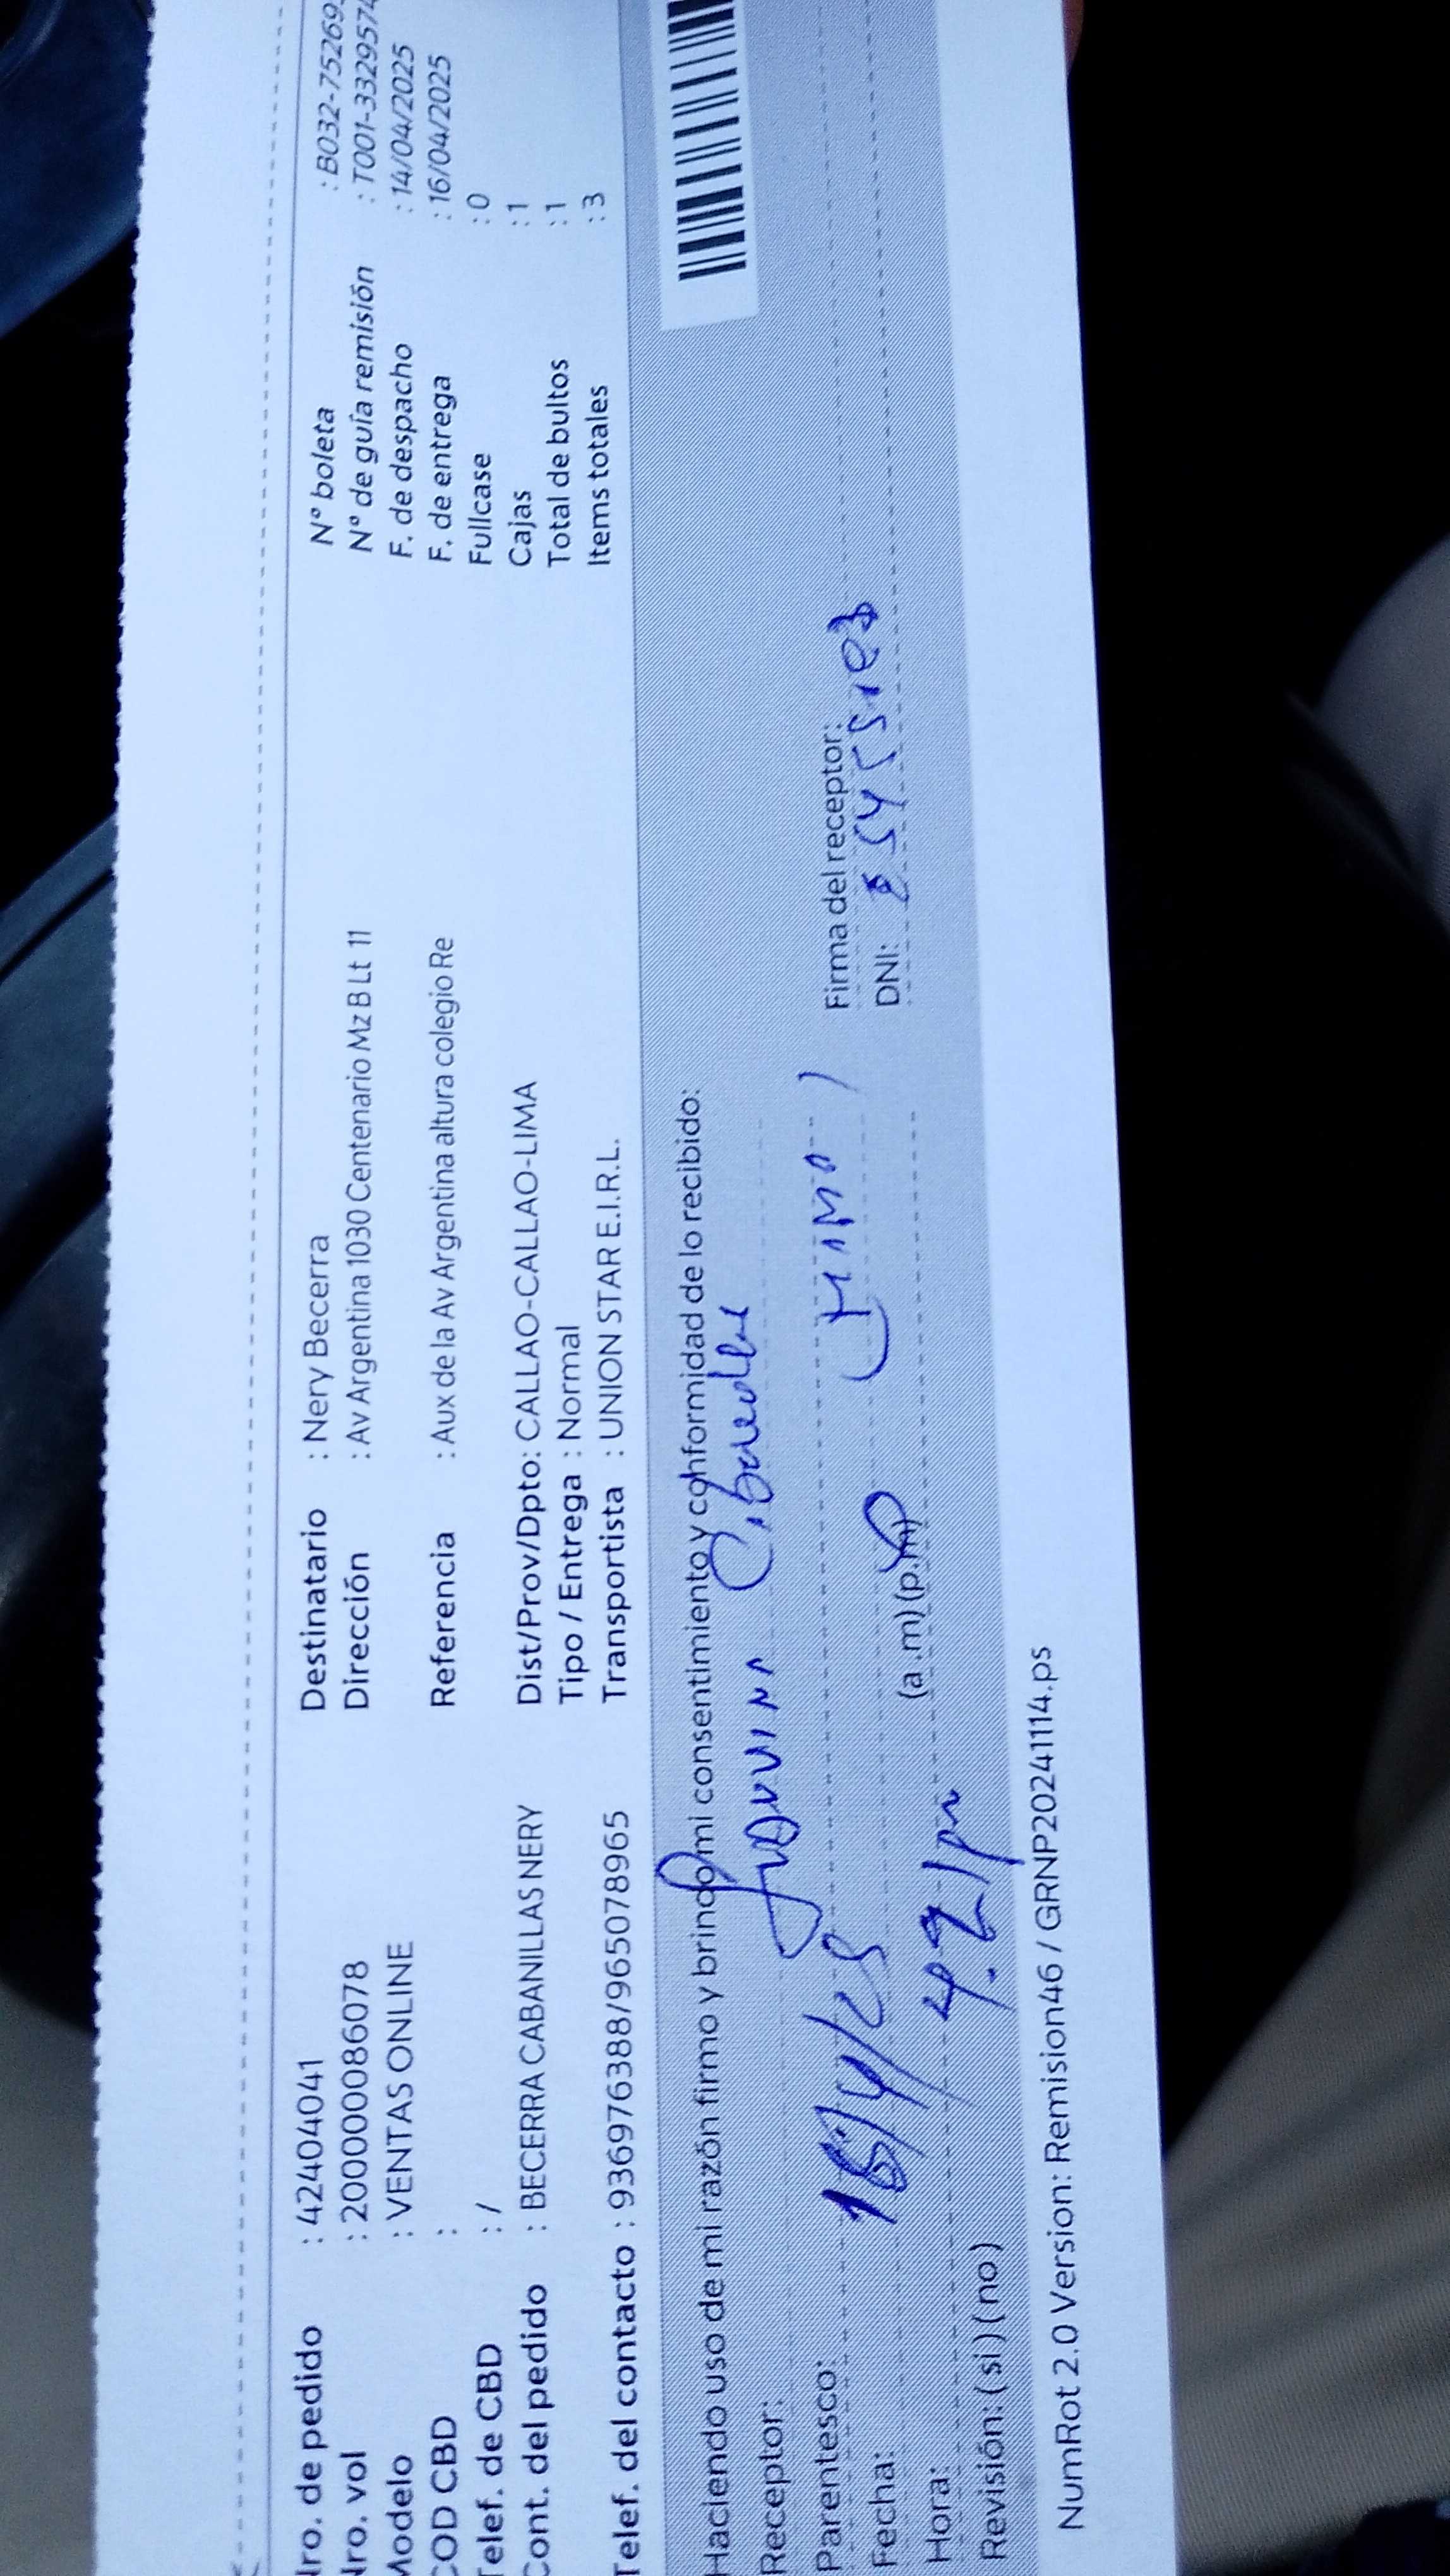 Nro. de pedido : 42404041
Nro. vol : 2000000086078
Modelo : VENTAS ONLINE
COD CBD :
Telef. de CBD : /
Cont. del pedido : BECERRA CABANILLAS NERY
Telef. del contacto : 936976388/965078965
Destinatario : Nery Becerra
Dirección : Av Argentina 1030 Centenario Mz B Lt 11
Referencia : Aux de la Av Argentina altura colegio Re
Dist/Prov/Dpto: CALLAO-CALLAO-LIMA
Tipo / Entrega : Normal
Transportista : UNION STAR E.I.R.L.
N° boleta : B032-75269
N° de guía remisión : T001-3329574
F. de despacho : 14/04/2025
F. de entrega : 16/04/2025
Fullcase : 0
Cajas : 1
Total de bultos : 1
Items totales : 3
Haciendo uso de mi razón firmo y brindo mi consentimiento y conformidad de lo recibido:
Receptor:
Parentesco:
Firma del receptor:
Fecha: /4/25
DNI:
Hora: 4.21pm (a.m)(p.m)
Revisión: (si)(no)
NumRot 2.0 Version: Remision46 / GRNP20241114.ps